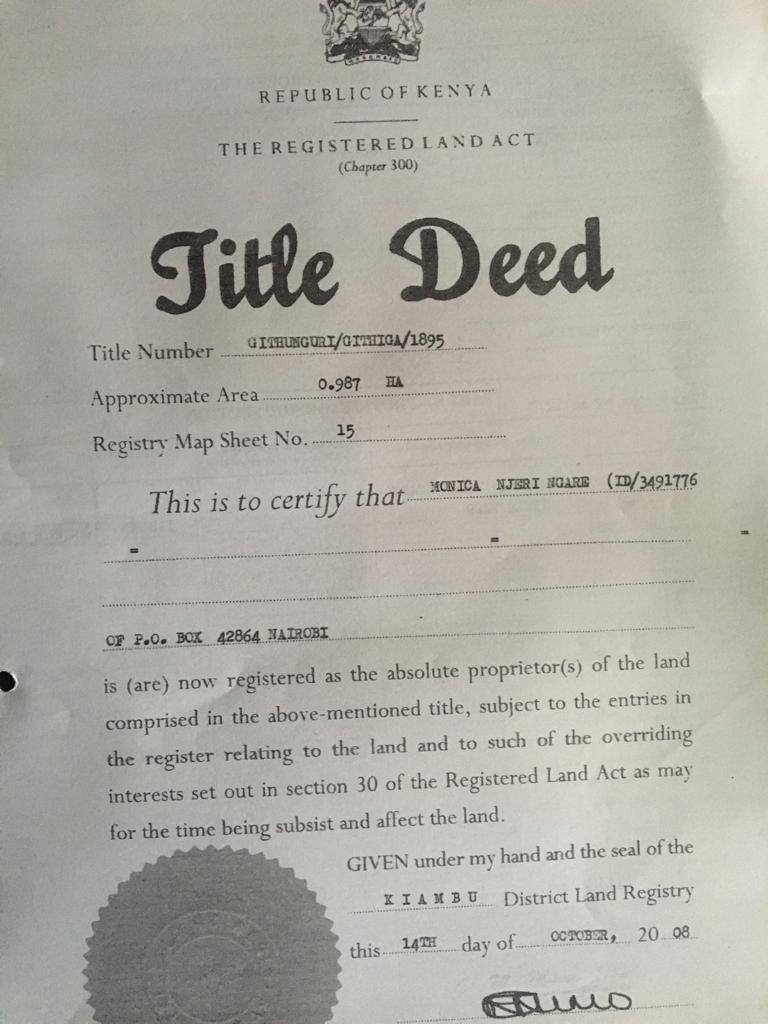 REPUBLIC OF KENYA
THE REGISTERED LAND ACT
(Chapter 300)
Title Deed
Title Number GITHUNGURI/GITHIGA/1895
Approximate Area 0.987 HA
Registry Map Sheet No. 15
This is to certify that MONICA NJERI NGARE (ID/3491776
= = =
OF P.O. BOX 42864 NAIROBI
is (are) now registered as the absolute proprietor(s) of the land
comprised in the above-mentioned title, subject to the entries in
the register relating to the land and to such of the overriding
interests set out in section 30 of the Registered Land Act as may
for the time being subsist and affect the land.
GIVEN under my hand and the seal of the
KIAMBU District Land Registry
this 14TH day of OCTOBER, 20 08